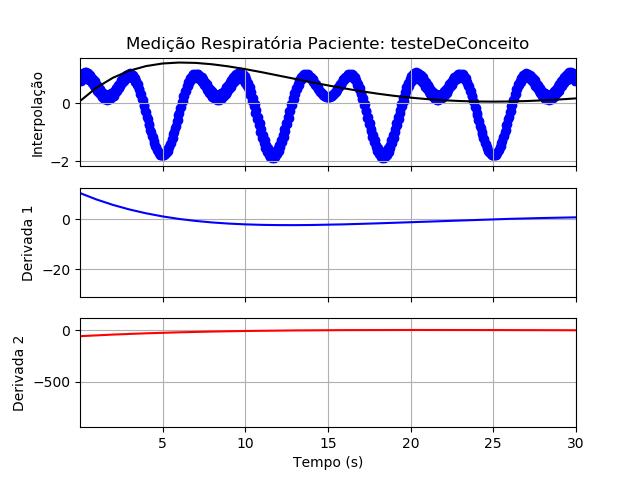 Medição Respiratória Paciente: testeDeConceito
Interpolação
0
−2
Derivada 1
0
−20
Derivada 2
0
−500
5
10
15
20
25
30
Tempo (s)